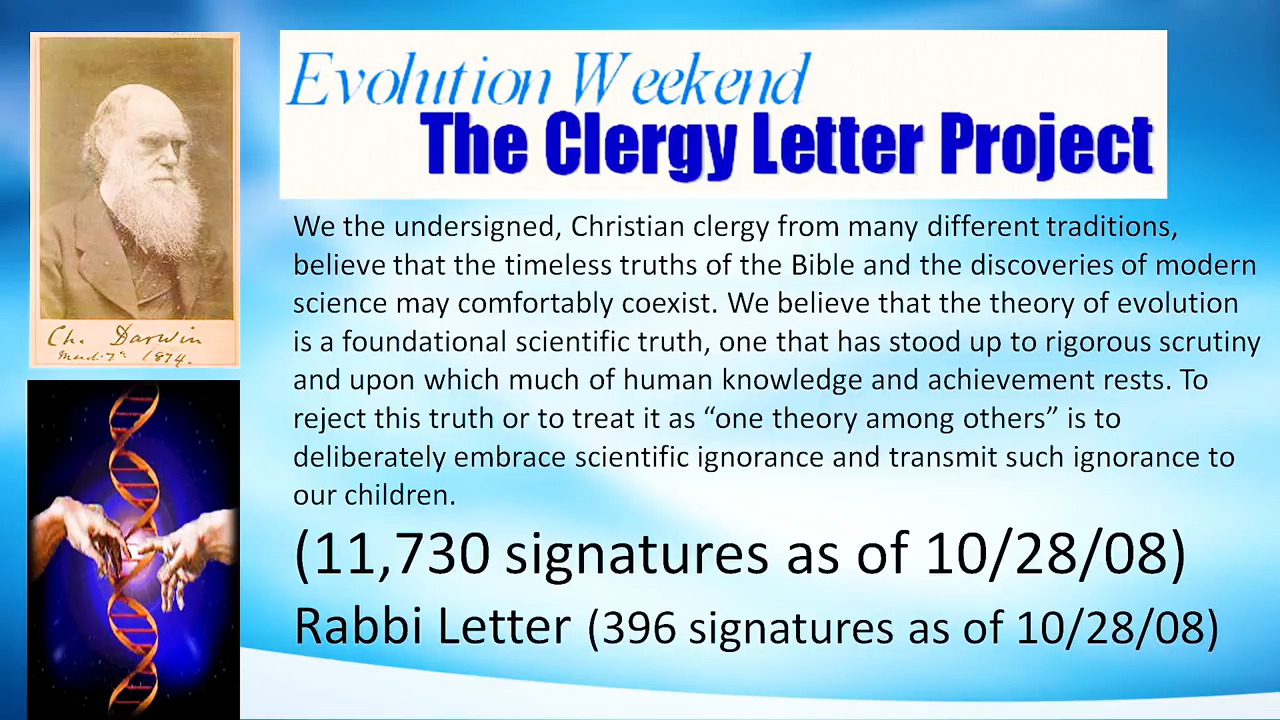 Evolution Weekend
The Clergy Letter Project
We the undersigned, Christian clergy from many different traditions,
believe that the timeless truths of the Bible and the discoveries of modern
science may comfortably coexist. We believe that the theory of evolution
is a foundational scientific truth, one that has stood up to rigorous scrutiny
and upon which much of human knowledge and achievement rests. To
reject this truth or to treat it as “one theory among others” is to
deliberately embrace scientific ignorance and transmit such ignorance to
our children.
(11,730 signatures as of 10/28/08)
Rabbi Letter (396 signatures as of 10/28/08)
Ch. Darwin
1874.